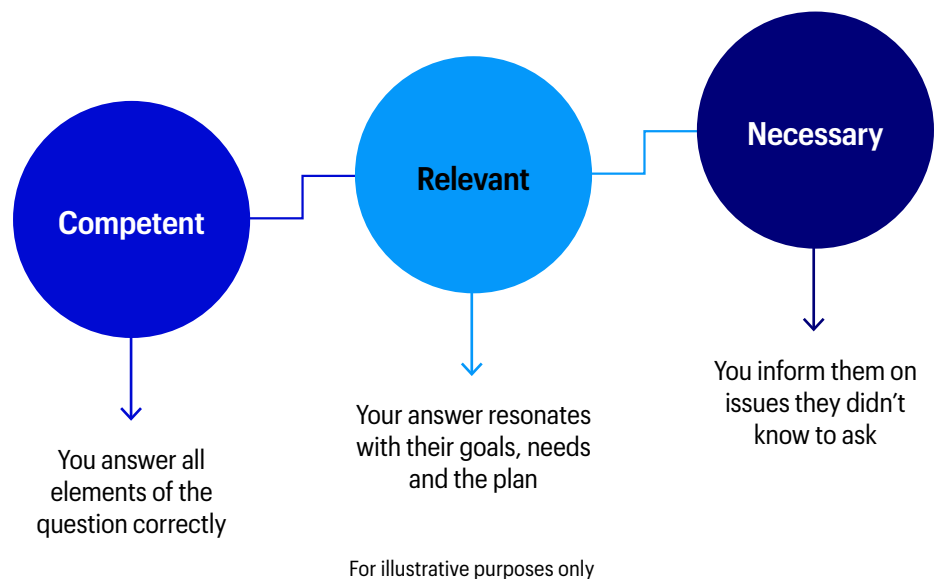 Competent
You answer all
elements of the
question correctly
Relevant
Your answer resonates
with their goals, needs
and the plan
Necessary
You inform them on
issues they didn’t
know to ask
For illustrative purposes only